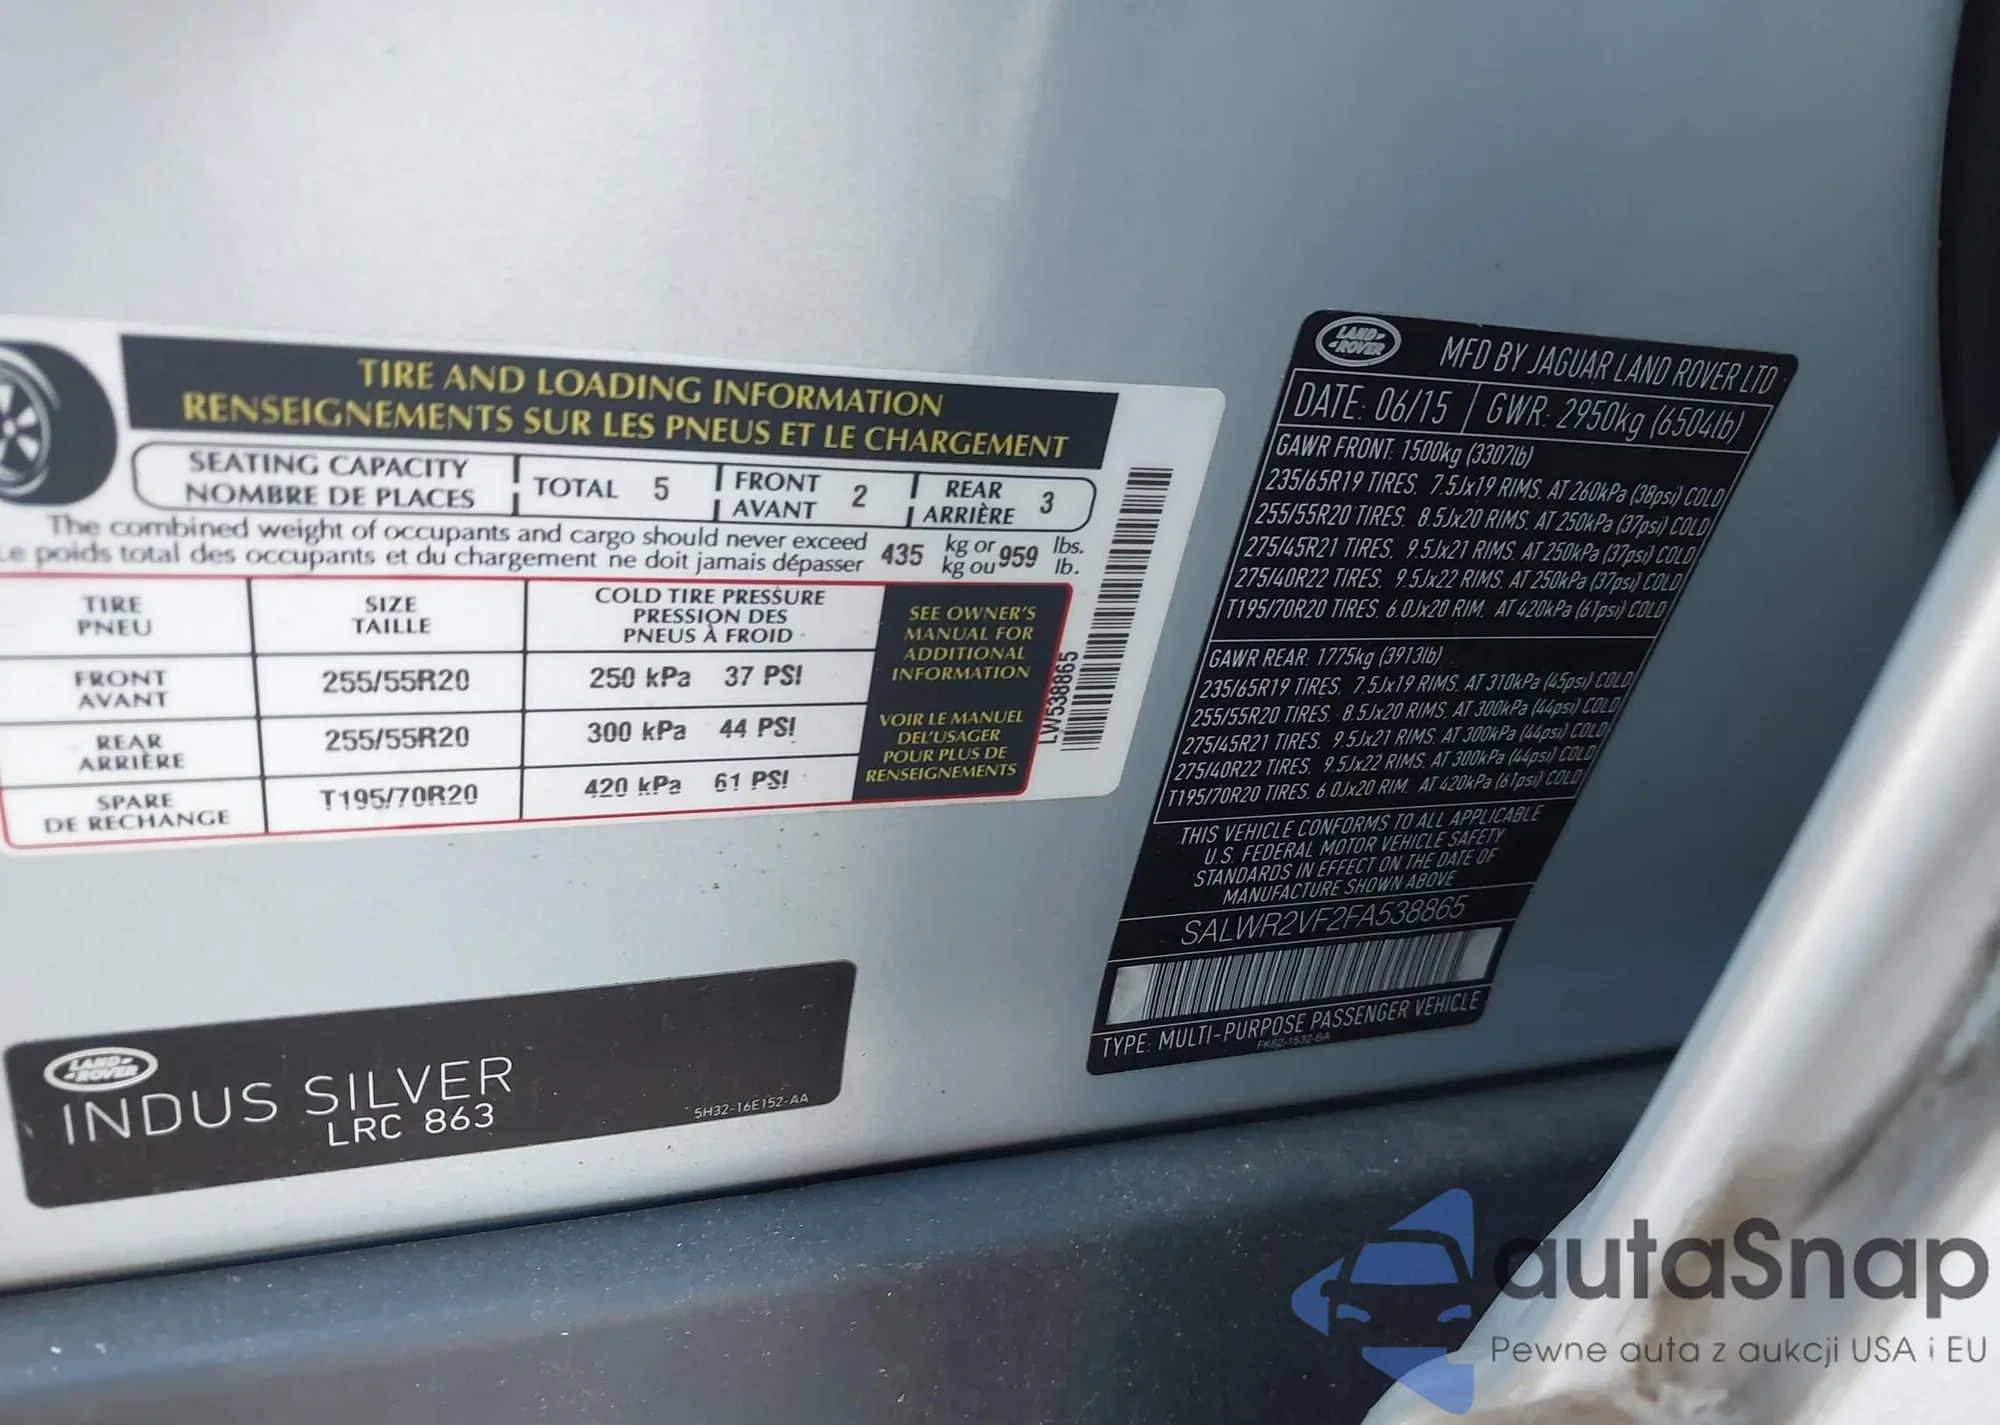 TIRE AND LOADING INFORMATION
RENSEIGNEMENTS SUR LES PNEUS ET LE CHARGEMENT
SEATING CAPACITY
NOMBRE DE PLACES
TOTAL 5
FRONT
AVANT
2
REAR
ARRIÈRE
3
The combined weight of occupants and cargo should never exceed
Le poids total des occupants et du chargement ne doit jamais dépasser
435 kg or 959 lbs.
kg ou lb.
TIRE
PNEU
SIZE
TAILLE
COLD TIRE PRESSURE
PRESSION DES
PNEUS À FROID
FRONT
AVANT
255/55R20
250 kPa 37 PSI
REAR
ARRIÈRE
255/55R20
300 kPa 44 PSI
SPARE
DE RECHANGE
T195/70R20
420 kPa 61 PSI
SEE OWNER'S
MANUAL FOR
ADDITIONAL
INFORMATION
VOIR LE MANUEL
DEL'USAGER
POUR PLUS DE
RENSEIGNEMENTS
LW538865
LAND
ROVER
MFD BY JAGUAR LAND ROVER LTD
DATE: 06/15 GWR: 2950kg (6504lb)
GAWR FRONT: 1500kg (3307lb)
235/65R19 TIRES. 7.5Jx19 RIMS. AT 260kPa (38psi) COLD
255/55R20 TIRES. 8.5Jx20 RIMS. AT 250kPa (37psi) COLD
275/45R21 TIRES. 9.5Jx21 RIMS. AT 250kPa (37psi) COLD
275/40R22 TIRES. 9.5Jx22 RIMS. AT 250kPa (37psi) COLD
T195/70R20 TIRES. 6.0Jx20 RIM. AT 420kPa (61psi) COLD
GAWR REAR: 1775kg (3913lb)
235/65R19 TIRES. 7.5Jx19 RIMS. AT 310kPa (45psi) COLD
255/55R20 TIRES. 8.5Jx20 RIMS. AT 300kPa (44psi) COLD
275/45R21 TIRES. 9.5Jx21 RIMS. AT 300kPa (44psi) COLD
275/40R22 TIRES. 9.5Jx22 RIMS. AT 300kPa (44psi) COLD
T195/70R20 TIRES. 6.0Jx20 RIM. AT 420kPa (61psi) COLD
THIS VEHICLE CONFORMS TO ALL APPLICABLE
U.S. FEDERAL MOTOR VEHICLE SAFETY
STANDARDS IN EFFECT ON THE DATE OF
MANUFACTURE SHOWN ABOVE
SALWR2VF2FA538865
TYPE: MULTI-PURPOSE PASSENGER VEHICLE
FK62-1532-BA
LAND
ROVER
INDUS SILVER
LRC 863
5H32-16E152-AA
autaSnap
Pewne auta z aukcji USA i EU